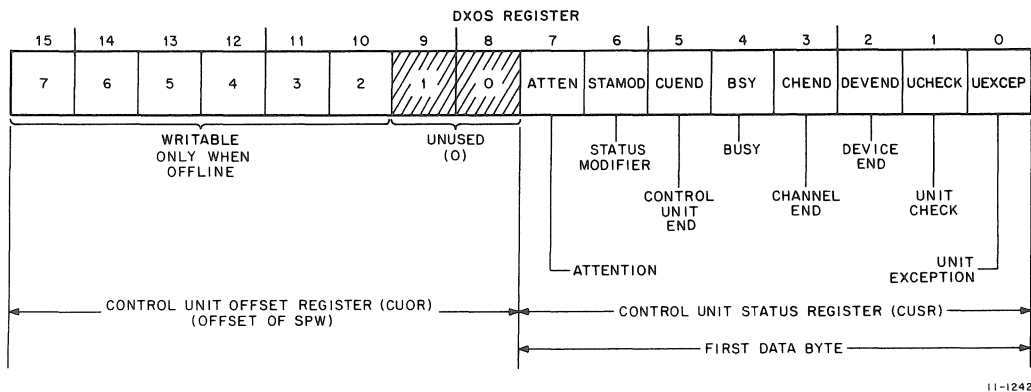 DXOS REGISTER
15 14 13 12 11 10 9 8 7 6 5 4 3 2 1 0
7 6 5 4 3 2 1 0 ATTEN STAMOD CUEND BSY CHEND DEVEND UCHECK UEXCEP
WRITABLE
ONLY WHEN
OFFLINE
UNUSED
(0)
STATUS
MODIFIER
BUSY
DEVICE
END
CONTROL
UNIT
END
CHANNEL
END
UNIT
CHECK
ATTENTION
UNIT
EXCEPTION
CONTROL UNIT OFFSET REGISTER (CUOR)
(OFFSET OF SPW)
CONTROL UNIT STATUS REGISTER (CUSR)
FIRST DATA BYTE
11-1242